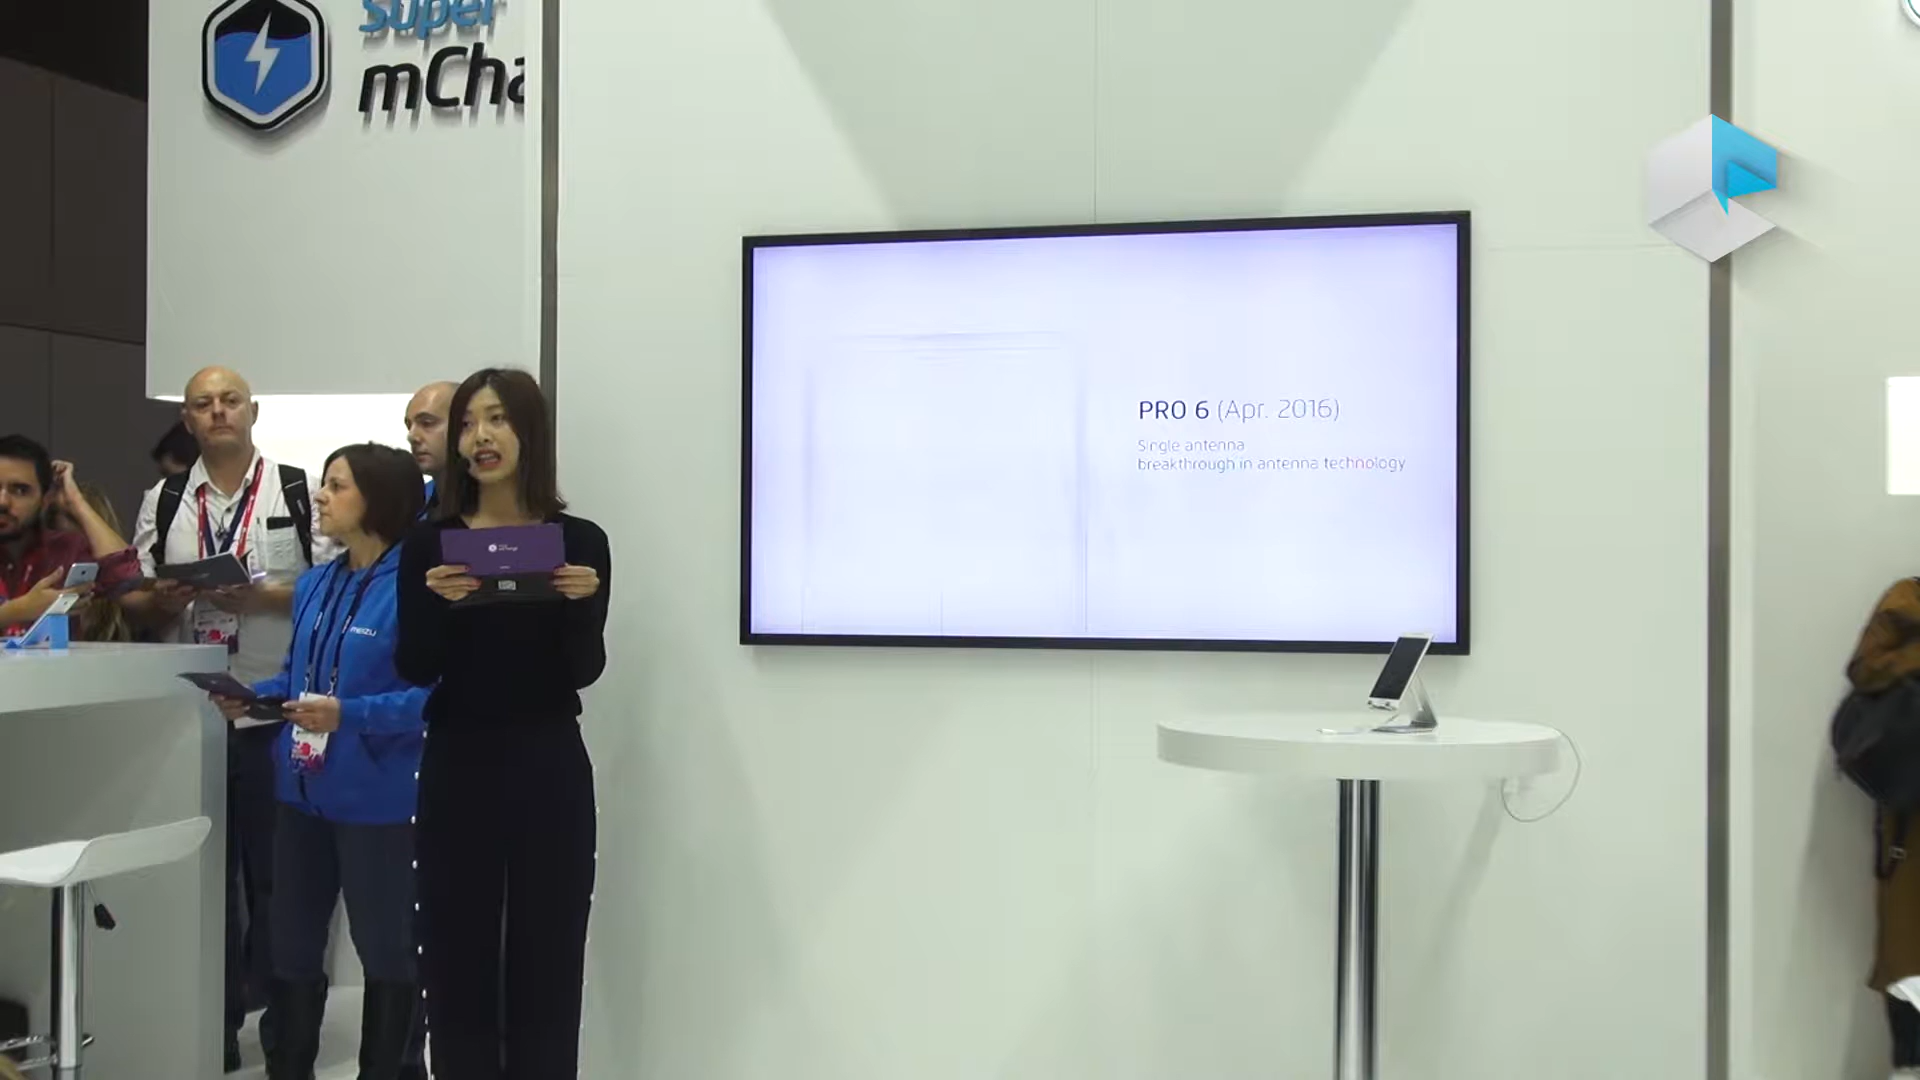 Super
mCha
PRO 6 (Apr. 2016)
Single antenna
breakthrough in antenna technology
MEIZU